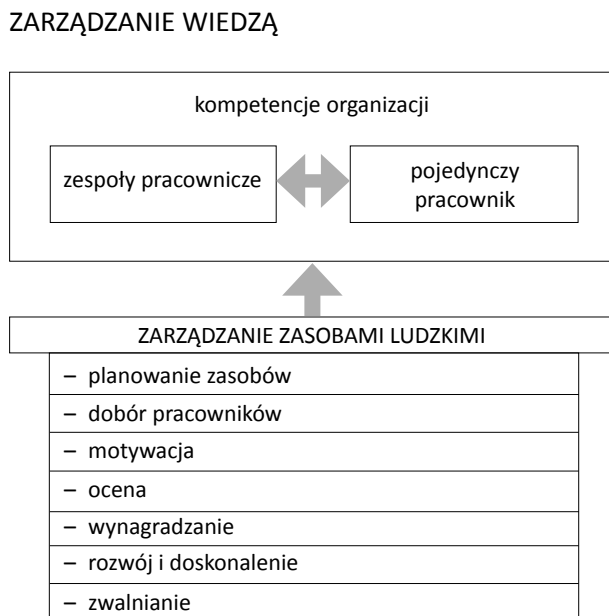 ZARZĄDZANIE WIEDZĄ
kompetencje organizacji
zespoły pracownicze
pojedynczy
pracownik
ZARZĄDZANIE ZASOBAMI LUDZKIMI
– planowanie zasobów
– dobór pracowników
– motywacja
– ocena
– wynagradzanie
– rozwój i doskonalenie
– zwalnianie